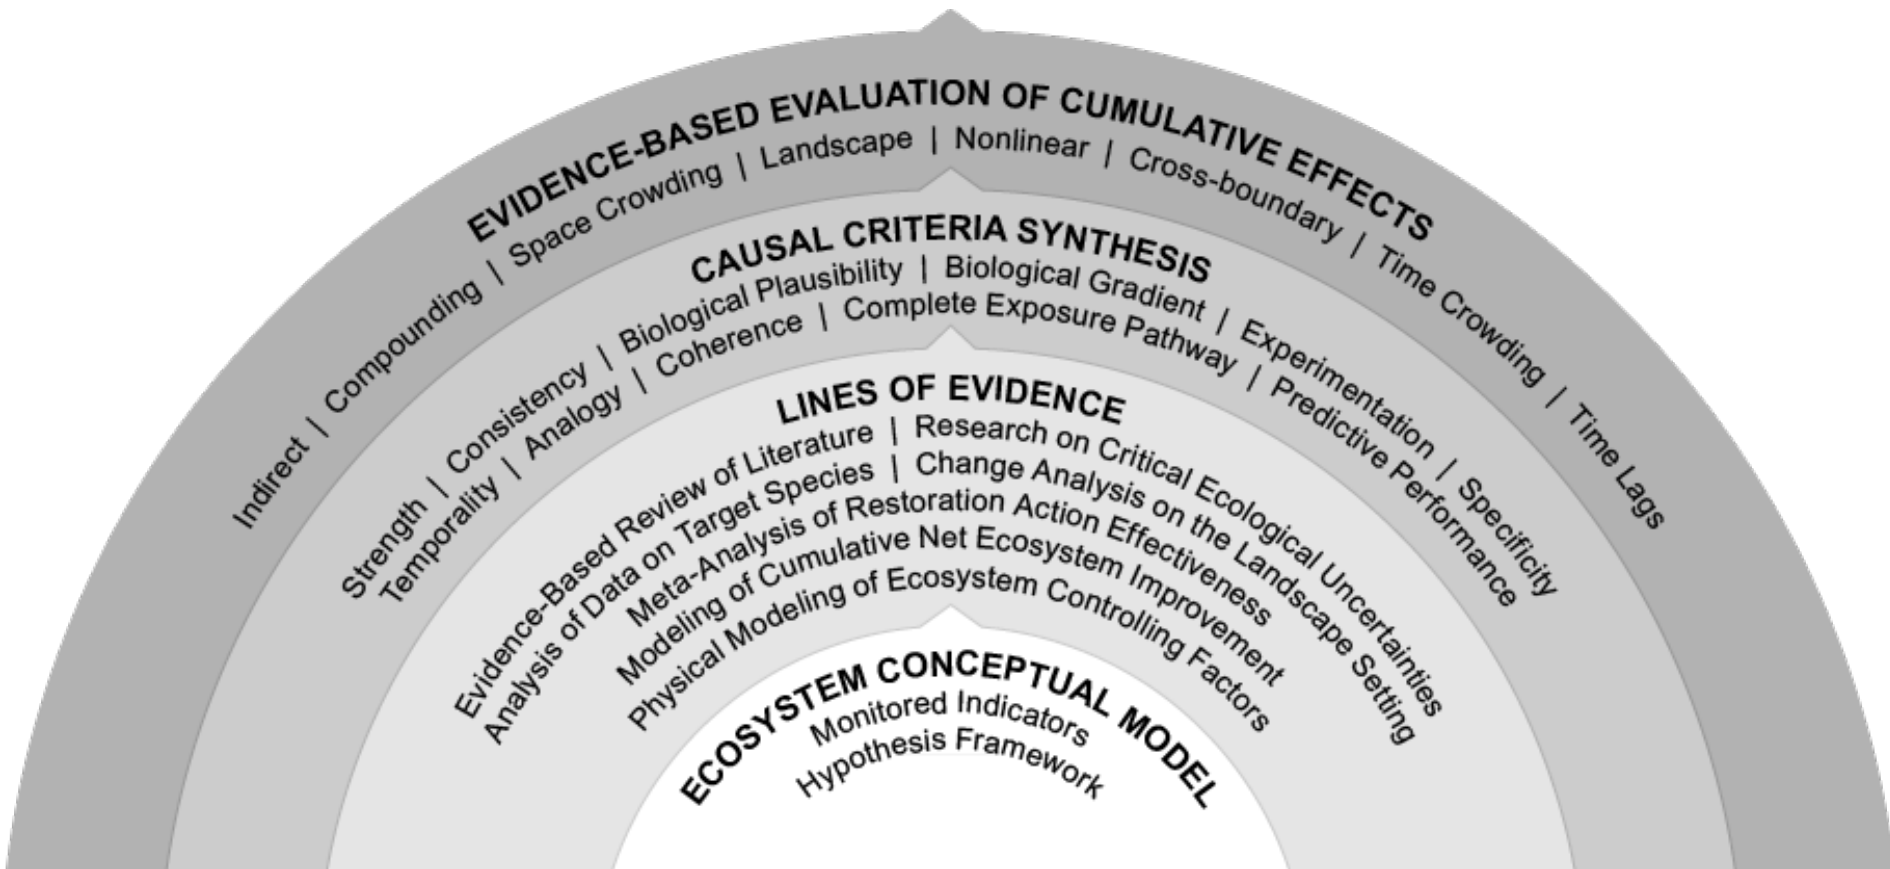 EVIDENCE-BASED EVALUATION OF CUMULATIVE EFFECTS
Indirect | Compounding | Space Crowding | Landscape | Nonlinear | Cross-boundary | Time Crowding | Time Lags
CAUSAL CRITERIA SYNTHESIS
Strength | Consistency | Biological Plausibility | Biological Gradient | Experimentation | Specificity
Temporality | Analogy | Coherence | Complete Exposure Pathway | Predictive Performance
LINES OF EVIDENCE
Evidence-Based Review of Literature | Research on Critical Ecological Uncertainties
Analysis of Data on Target Species | Change Analysis on the Landscape Setting
Meta-Analysis of Restoration Action Effectiveness
Modeling of Cumulative Net Ecosystem Improvement
Physical Modeling of Ecosystem Controlling Factors
ECOSYSTEM CONCEPTUAL MODEL
Monitored Indicators
Hypothesis Framework